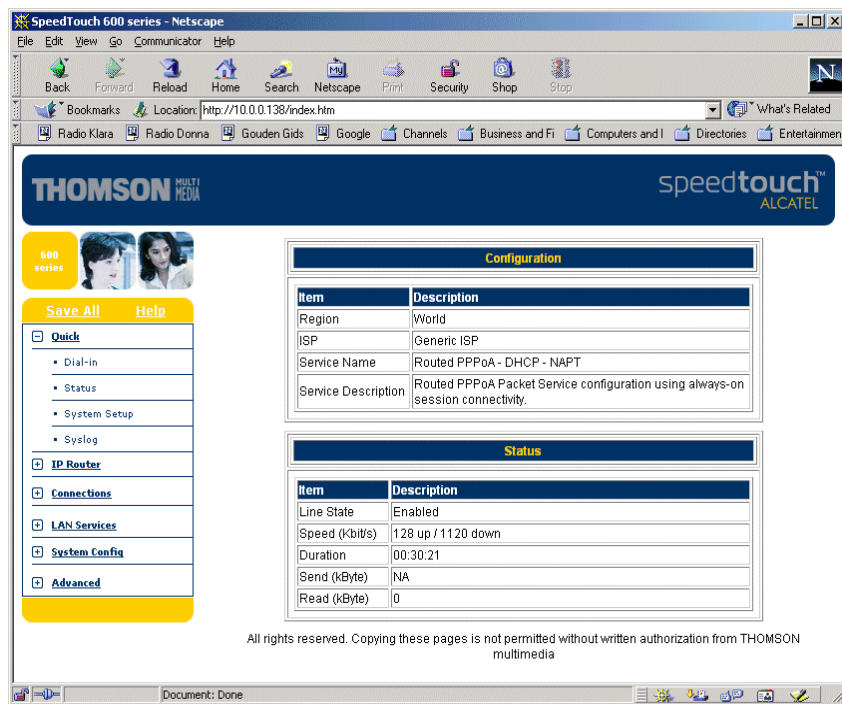 SpeedTouch 600 series - Netscape
File Edit View Go Communicator Help
Back Forward Reload Home Search Netscape Print Security Shop Stop
My
N
Bookmarks Location: http://10.0.0.138/index.htm What's Related
Radio Klara Radio Donna Gouden Gids Google Channels Business and Fi Computers and I Directories Entertainmen
THOMSON MULTI MEDIA
speedtouch™
ALCATEL
600
series
Save All Help
Quick
Dial-in
Status
System Setup
Syslog
IP Router
Connections
LAN Services
System Config
Advanced
Configuration
Item Description
Region World
ISP Generic ISP
Service Name Routed PPPoA - DHCP - NAPT
Service Description Routed PPPoA Packet Service configuration using always-on
session connectivity.
Status
Item Description
Line State Enabled
Speed (Kbit/s) 128 up / 1120 down
Duration 00:30:21
Send (kByte) NA
Read (kByte) 0
All rights reserved. Copying these pages is not permitted without written authorization from THOMSON
multimedia
Document: Done